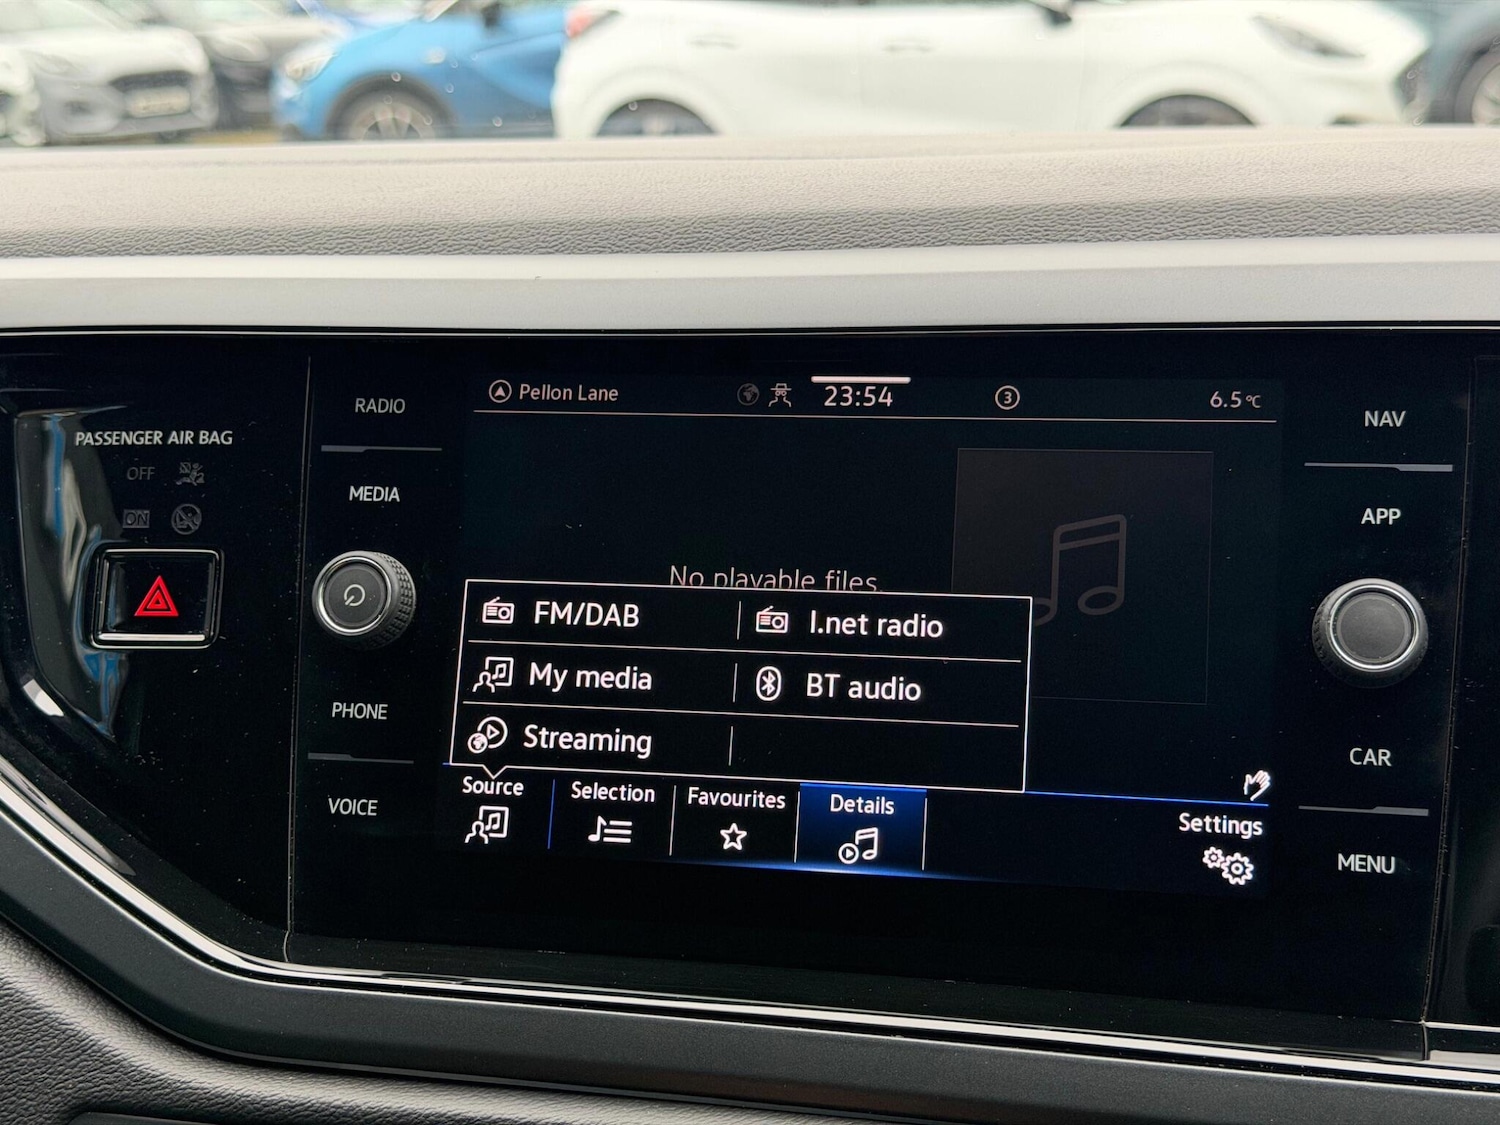 Pellon Lane 23:54 3 6.5 °C
RADIO
MEDIA
PHONE
VOICE
PASSENGER AIR BAG
OFF
ON
No playable files.
FM/DAB I.net radio
My media BT audio
Streaming
Source Selection Favourites Details Settings
NAV
APP
CAR
MENU